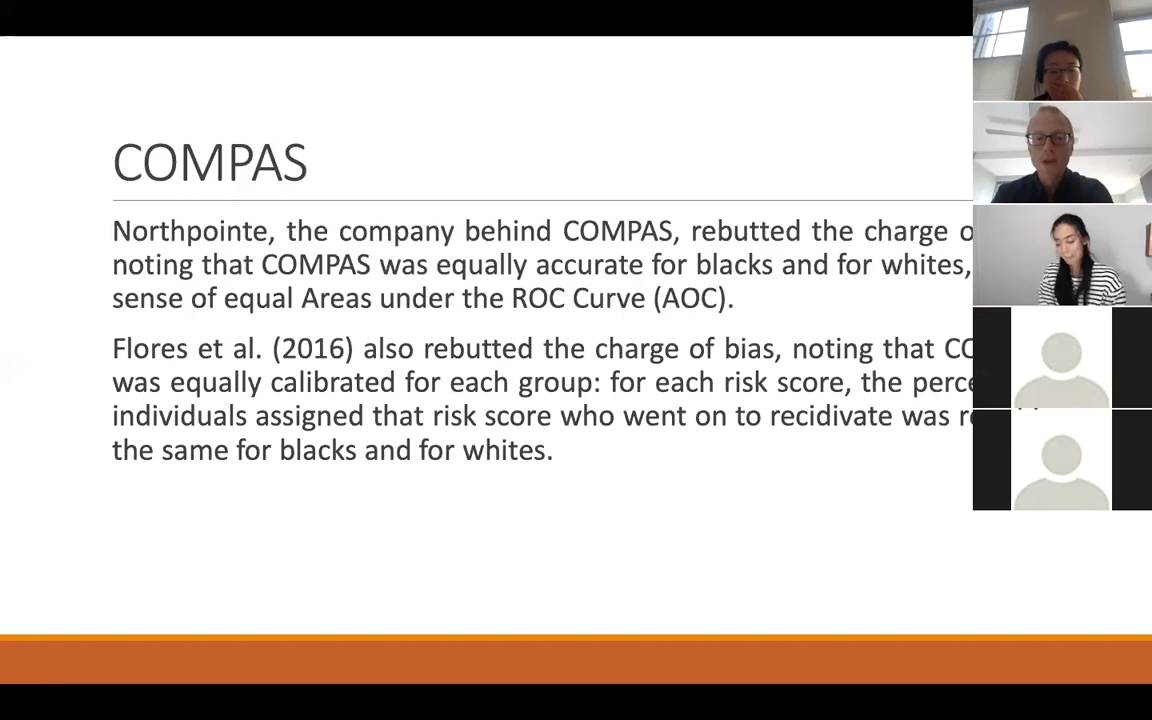 COMPAS
Northpointe, the company behind COMPAS, rebutted the charge
noting that COMPAS was equally accurate for blacks and for whites,
sense of equal Areas under the ROC Curve (AOC).
Flores et al. (2016) also rebutted the charge of bias, noting that
was equally calibrated for each group: for each risk score, the
individuals assigned that risk score who went on to recidivate was
the same for blacks and for whites.